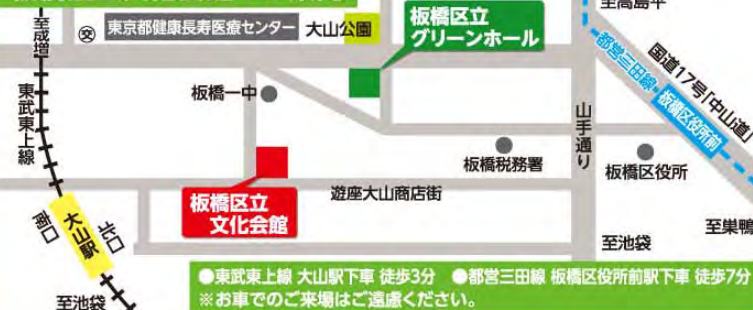 至高島平
板橋区立
グリーンホール
至成増
交
東京都健康長寿医療センター
大山公園
都営三田線
国道17号「中山道」
板橋区役所前
東武東上線
板橋一中
山手通り
板橋税務署
板橋区役所
板橋区立
文化会館
遊座大山商店街
南口
大山駅
北口
至池袋
至巣鴨
至池袋
●東武東上線 大山駅下車 徒歩3分 ●都営三田線 板橋区役所前駅下車 徒歩7分
※お車でのご来場はご遠慮ください。